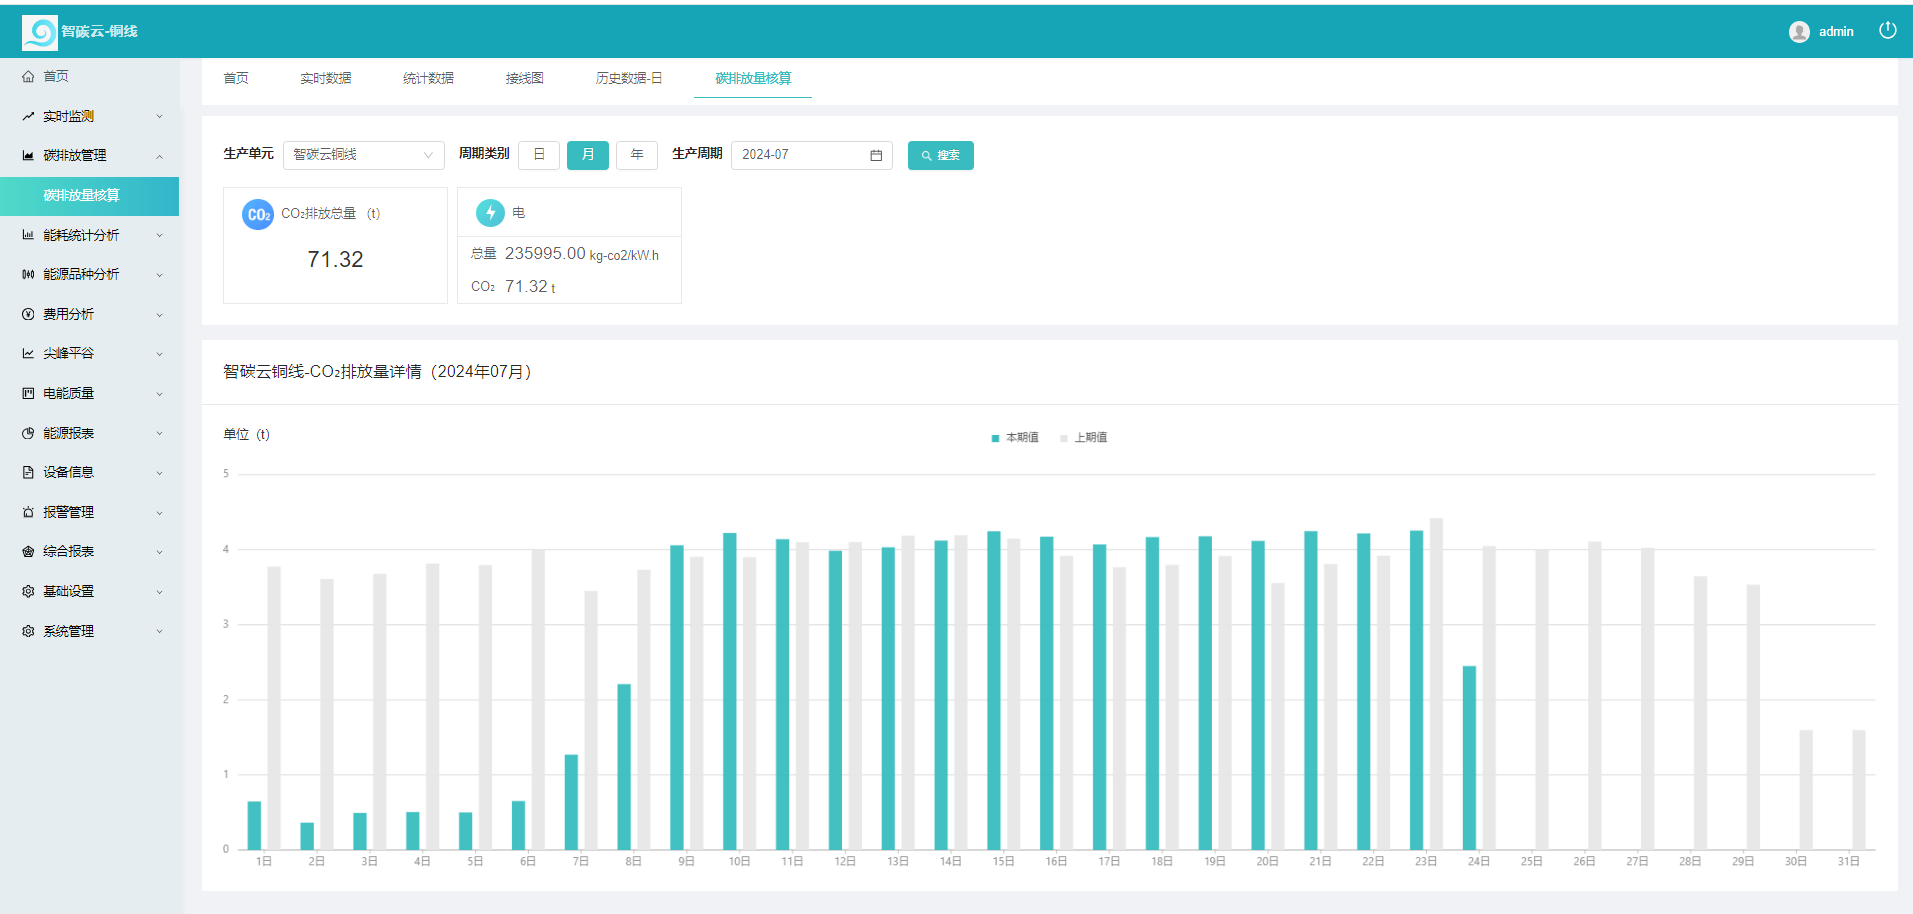 智碳云-铜线
admin
首页
实时监测
碳排放管理
碳排放量核算
能耗统计分析
能源品种分析
费用分析
尖峰平谷
电能质量
能源报表
设备信息
报警管理
综合报表
基础设置
系统管理
首页 实时数据 统计数据 接线图 历史数据-日 碳排放量核算
生产单元 智碳云铜线 周期类别 日 月 年 生产周期 2024-07 搜索
CO₂ CO₂排放总量 （t）
71.32
电
总量 235995.00 kg-co2/kW.h
CO₂ 71.32 t
智碳云铜线-CO₂排放量详情（2024年07月）
单位（t）
本期值 上期值
5
4
3
2
1
0
1日 2日 3日 4日 5日 6日 7日 8日 9日 10日 11日 12日 13日 14日 15日 16日 17日 18日 19日 20日 21日 22日 23日 24日 25日 26日 27日 28日 29日 30日 31日